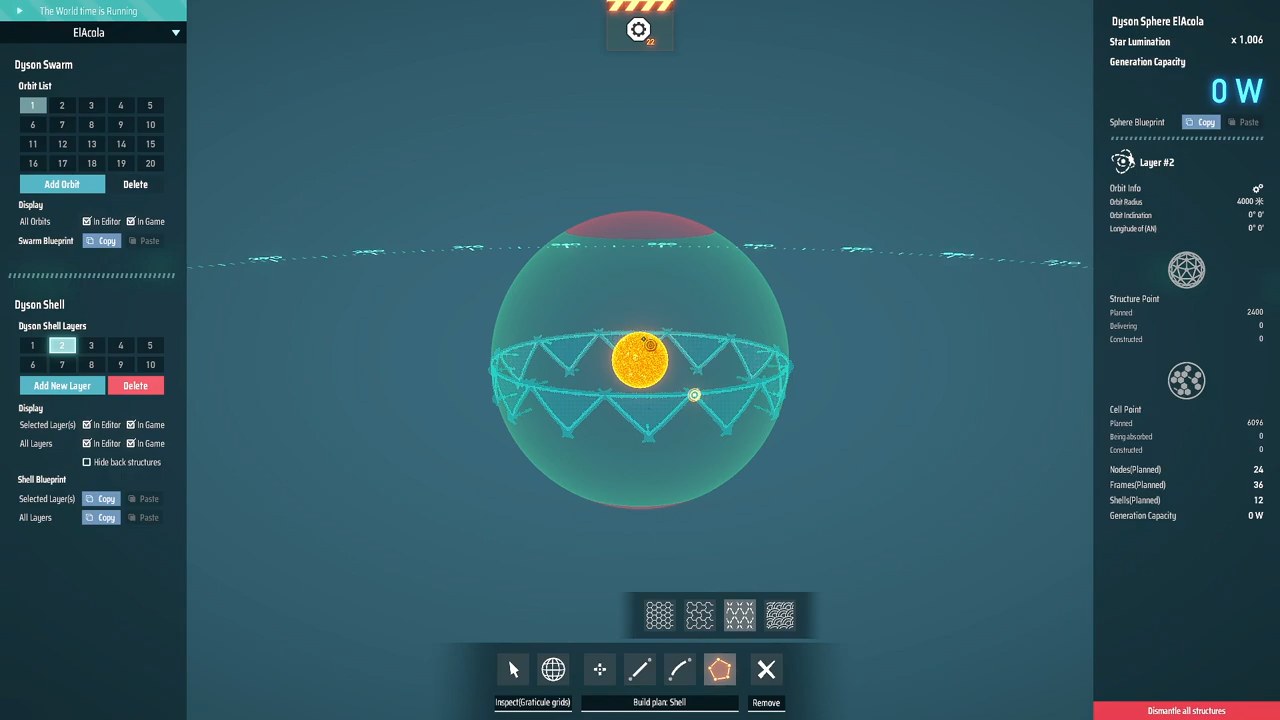 The World time is Running
ElAcola
Dyson Swarm
Orbit List
1 2 3 4 5
6 7 8 9 10
11 12 13 14 15
16 17 18 19 20
Add Orbit Delete
Display
All Orbits In Editor In Game
Swarm Blueprint Copy Paste
Dyson Shell
Dyson Shell Layers
1 2 3 4 5
6 7 8 9 10
Add New Layer Delete
Display
Selected Layer(s) In Editor In Game
All Layers In Editor In Game
Hide back structures
Shell Blueprint
Selected Layer(s) Copy Paste
All Layers Copy Paste
22
Inspect(Graticule grids) Build plan: Shell Remove
Dyson Sphere ElAcola
Star Lumination x 1,006
Generation Capacity
0 W
Sphere Blueprint Copy Paste
Layer #2
Orbit Info
Orbit Radius 4000 米
Orbit Inclination 0° 0'
Longitude of (AN) 0° 0'
Structure Point
Planned 2400
Delivering 0
Constructed 0
Cell Point
Planned 6096
Being absorbed 0
Constructed 0
Nodes(Planned) 24
Frames(Planned) 36
Shells(Planned) 12
Generation Capacity 0 W
Dismantle all structures